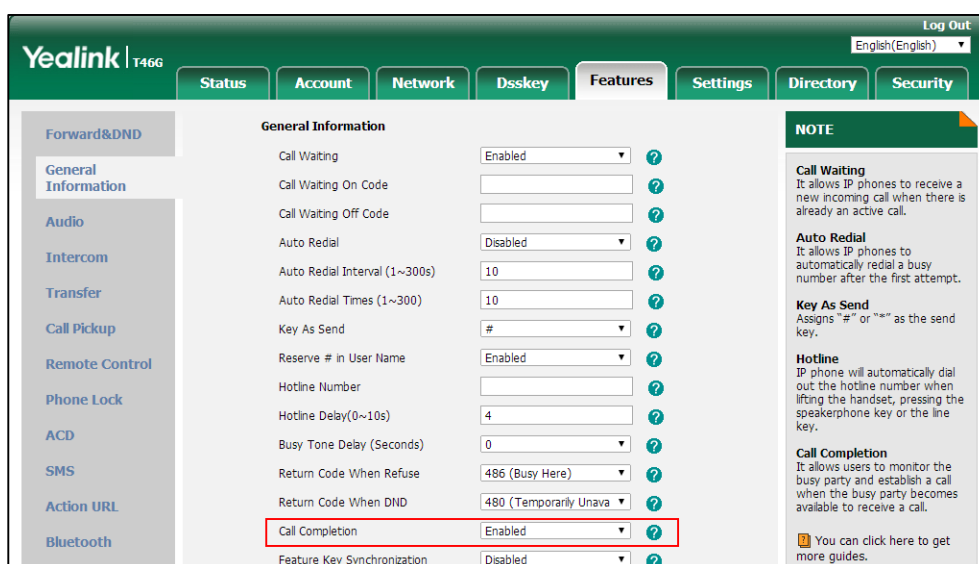 Log Out
English(English)
Yealink T46G
Status Account Network Dsskey Features Settings Directory Security
Forward&DND
General
Information
Audio
Intercom
Transfer
Call Pickup
Remote Control
Phone Lock
ACD
SMS
Action URL
Bluetooth
General Information
Call Waiting Enabled ?
Call Waiting On Code ?
Call Waiting Off Code ?
Auto Redial Disabled ?
Auto Redial Interval (1~300s) 10 ?
Auto Redial Times (1~300) 10 ?
Key As Send # ?
Reserve # in User Name Enabled ?
Hotline Number ?
Hotline Delay(0~10s) 4 ?
Busy Tone Delay (Seconds) 0 ?
Return Code When Refuse 486 (Busy Here) ?
Return Code When DND 480 (Temporarily Unava ?
Call Completion Enabled ?
Feature Key Synchronization Disabled ?
NOTE
Call Waiting
It allows IP phones to receive a
new incoming call when there is
already an active call.
Auto Redial
It allows IP phones to
automatically redial a busy
number after the first attempt.
Key As Send
Assigns "#" or "*" as the send
key.
Hotline
IP phone will automatically dial
out the hotline number when
lifting the handset, pressing the
speakerphone key or the line
key.
Call Completion
It allows users to monitor the
busy party and establish a call
when the busy party becomes
available to receive a call.
? You can click here to get
more guides.